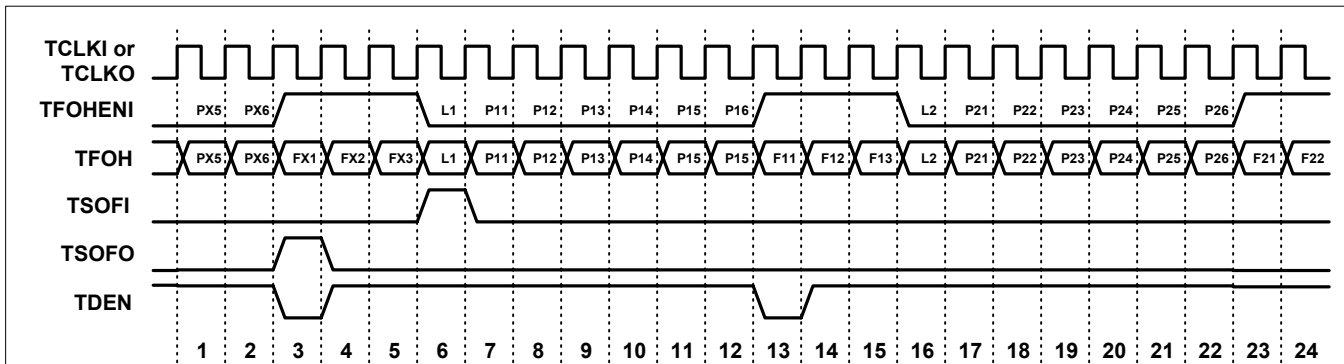 TCLKI or
TCLKO
TFOHENI PX5 PX6 L1 P11 P12 P13 P14 P15 P16 L2 P21 P22 P23 P24 P25 P26
TFOH PX5 PX6 FX1 FX2 FX3 L1 P11 P12 P13 P14 P15 P15 F11 F12 F13 L2 P21 P22 P23 P24 P25 P26 F21 F22
TSOFI
TSOFO
TDEN
1 2 3 4 5 6 7 8 9 10 11 12 13 14 15 16 17 18 19 20 21 22 23 24